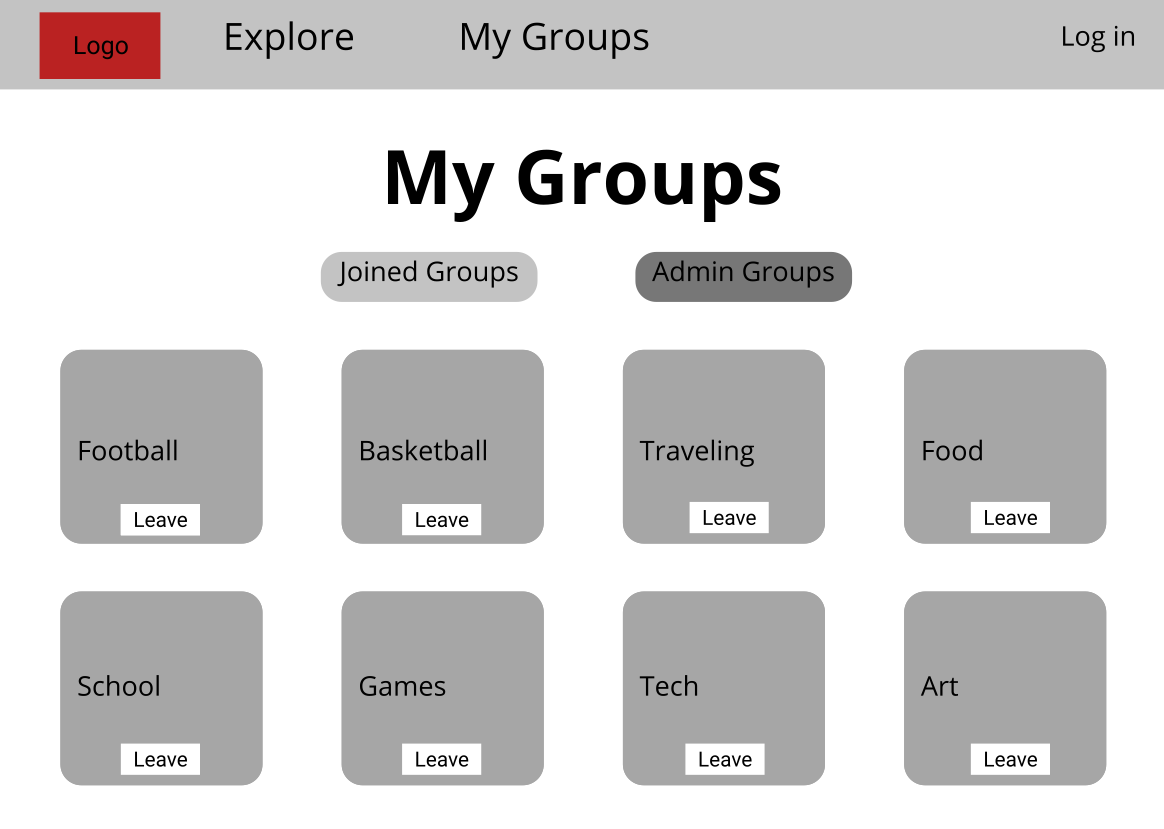 Logo
Explore
My Groups
Log in
My Groups
Joined Groups
Admin Groups
Football
Basketball
Traveling
Food
Leave
Leave
Leave
Leave
School
Games
Tech
Art
Leave
Leave
Leave
Leave